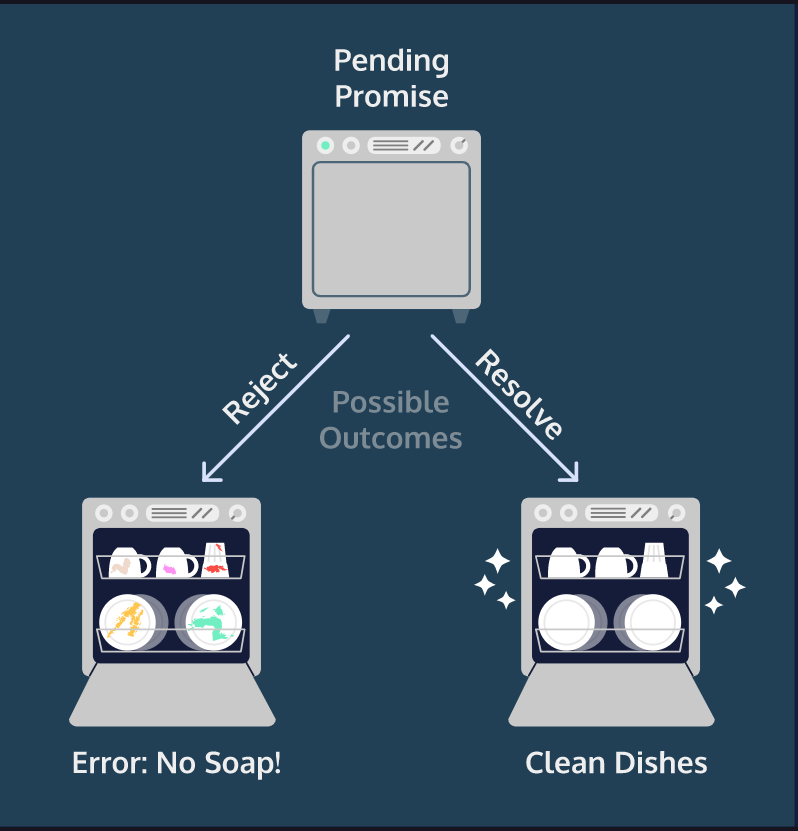 Pending
Promise
Reject
Resolve
Possible
Outcomes
Error: No Soap!
Clean Dishes